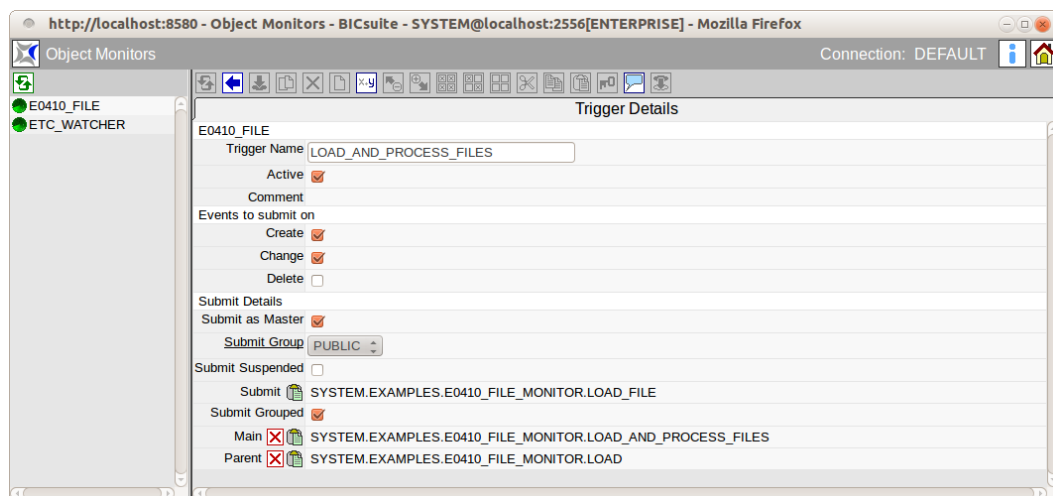 http://localhost:8580 - Object Monitors - BICsuite - SYSTEM@localhost:2556[ENTERPRISE] - Mozilla Firefox
Object Monitors Connection: DEFAULT
E0410_FILE
ETC_WATCHER
Trigger Details
E0410_FILE
Trigger Name LOAD_AND_PROCESS_FILES
Active
Comment
Events to submit on
Create
Change
Delete
Submit Details
Submit as Master
Submit Group PUBLIC
Submit Suspended
Submit SYSTEM.EXAMPLES.E0410_FILE_MONITOR.LOAD_FILE
Submit Grouped
Main SYSTEM.EXAMPLES.E0410_FILE_MONITOR.LOAD_AND_PROCESS_FILES
Parent SYSTEM.EXAMPLES.E0410_FILE_MONITOR.LOAD